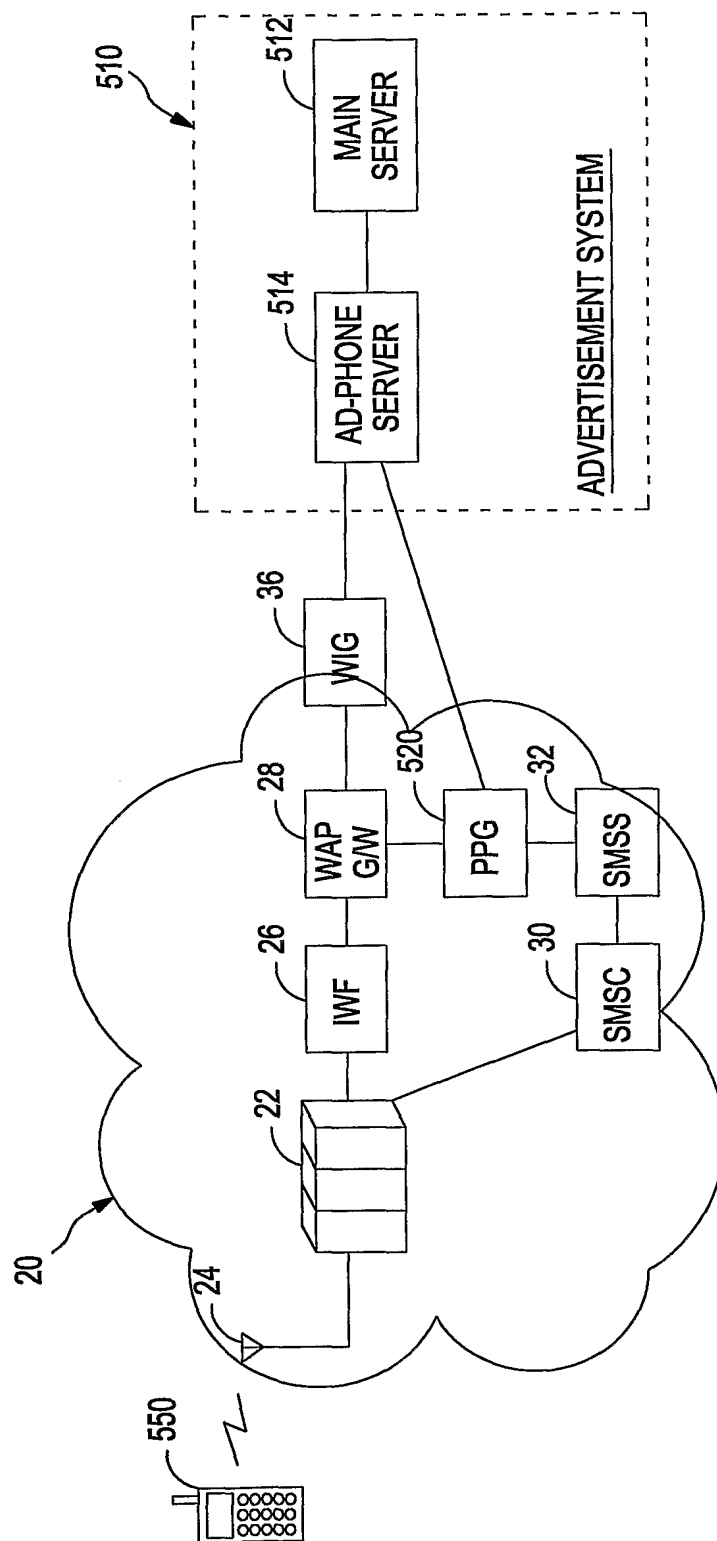 510
512
MAIN
SERVER
514
AD-PHONE
SERVER
ADVERTISEMENT SYSTEM
36
WIG
28
WAP
G/W
520
PPG
32
SMSS
26
IWF
30
SMSC
22
20
24
550